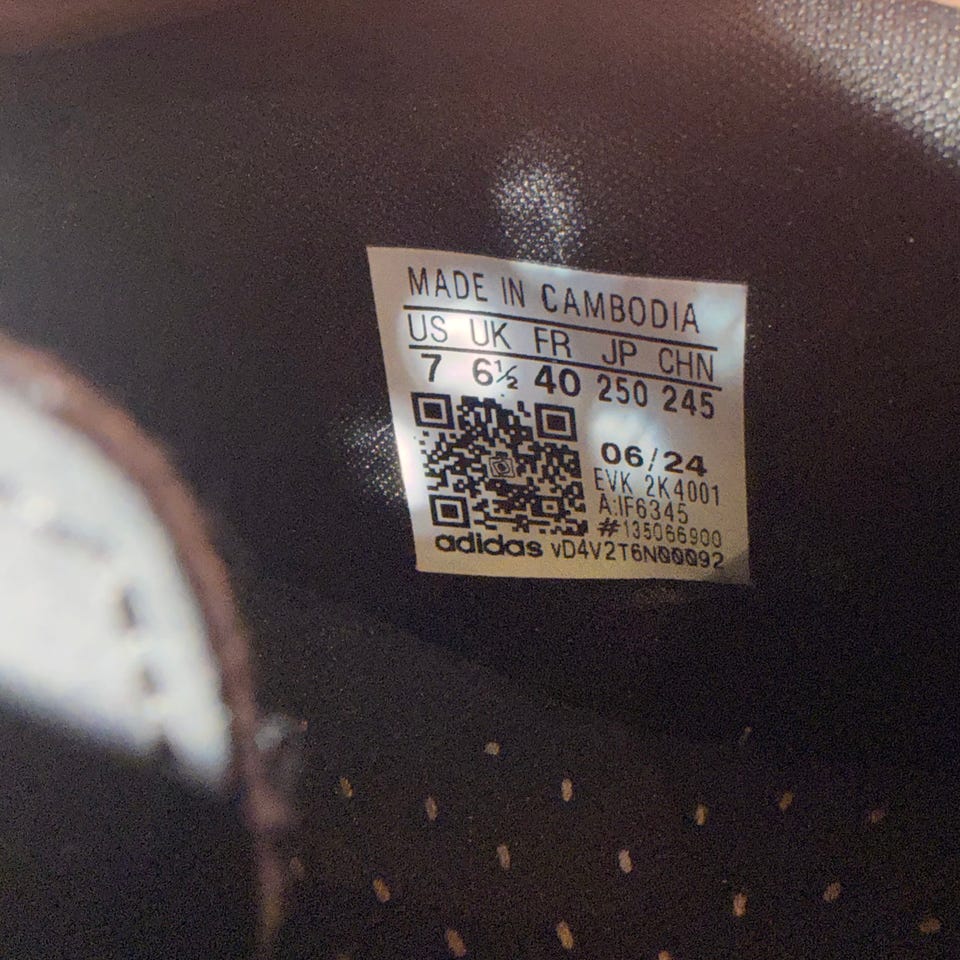 MADE IN CAMBODIA
US UK FR JP CHN
7 6½ 40 250 245
06/24
EVK 2K4001
A:IF6345
#135066900
adidas vD4V2T6N00092